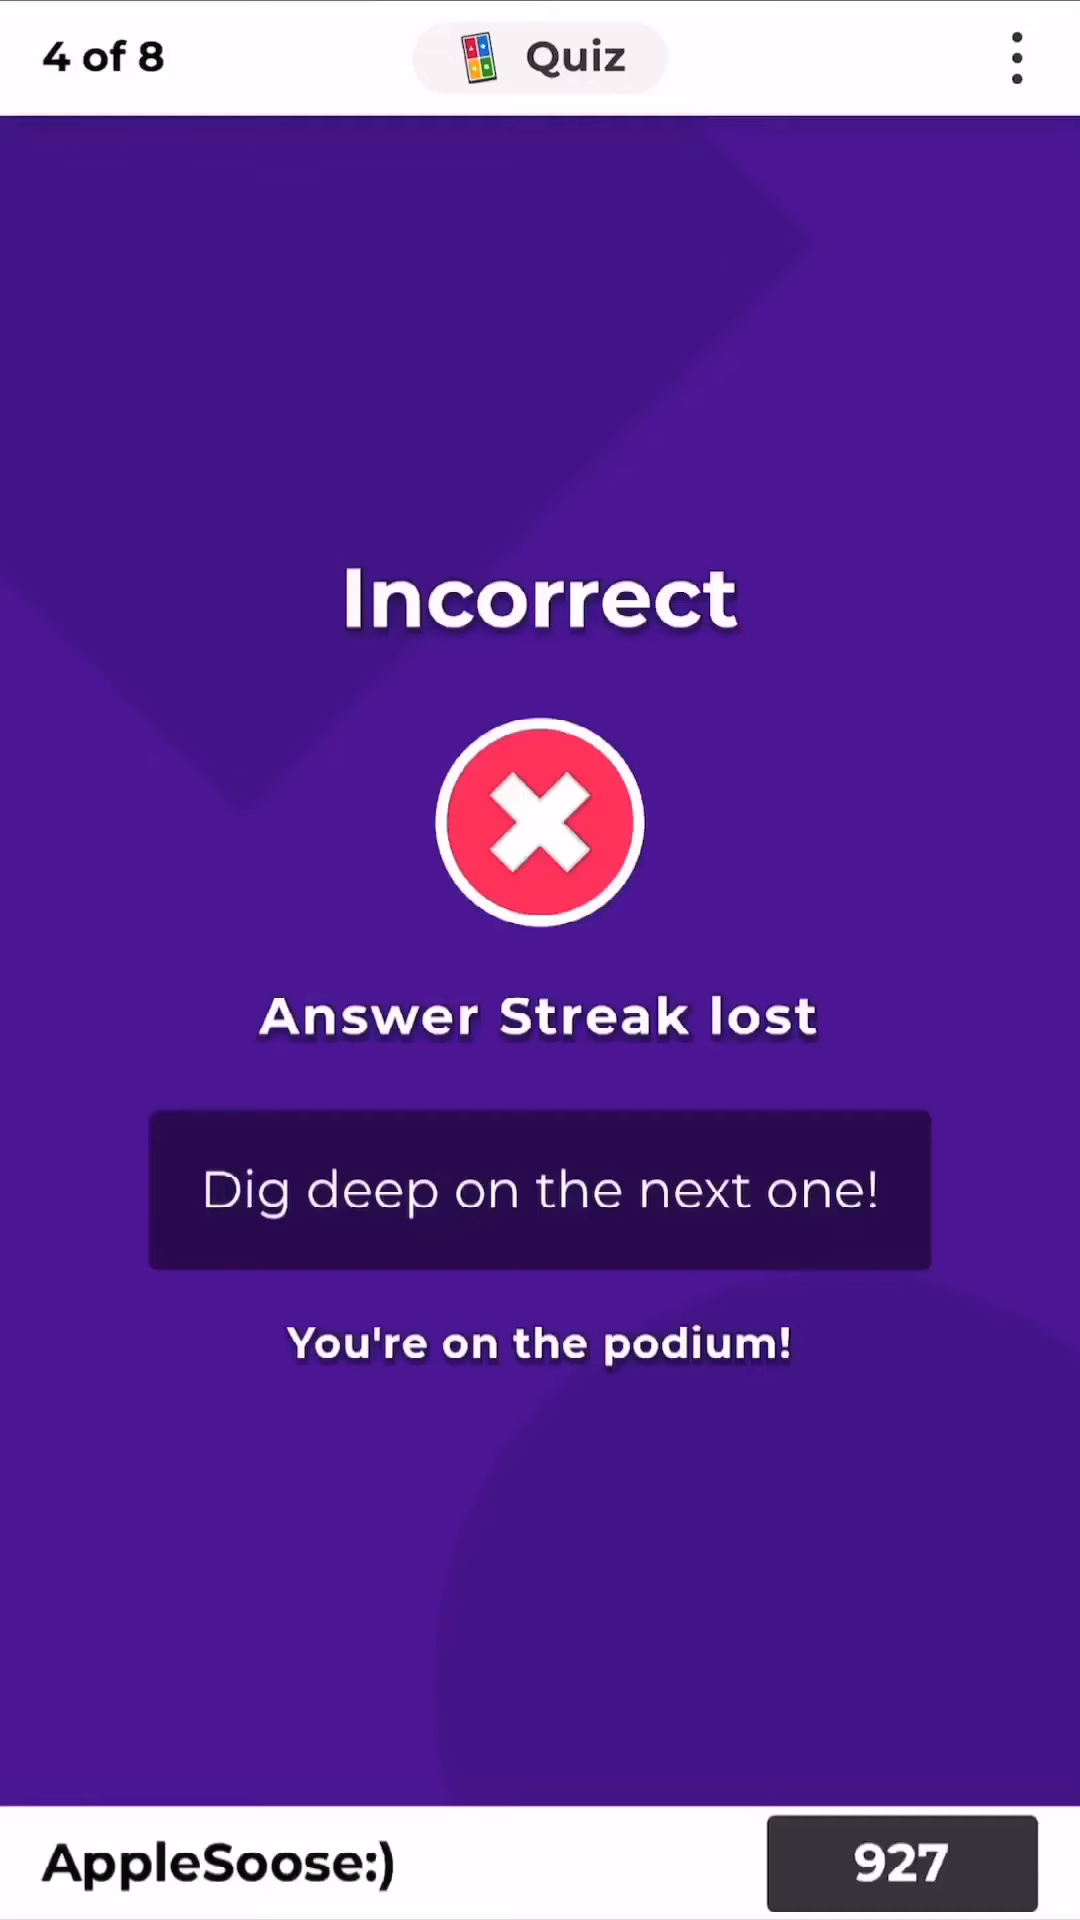 4 of 8
Quiz
Incorrect
Answer Streak lost
Dig deep on the next one!
You're on the podium!
AppleSoose:)
927